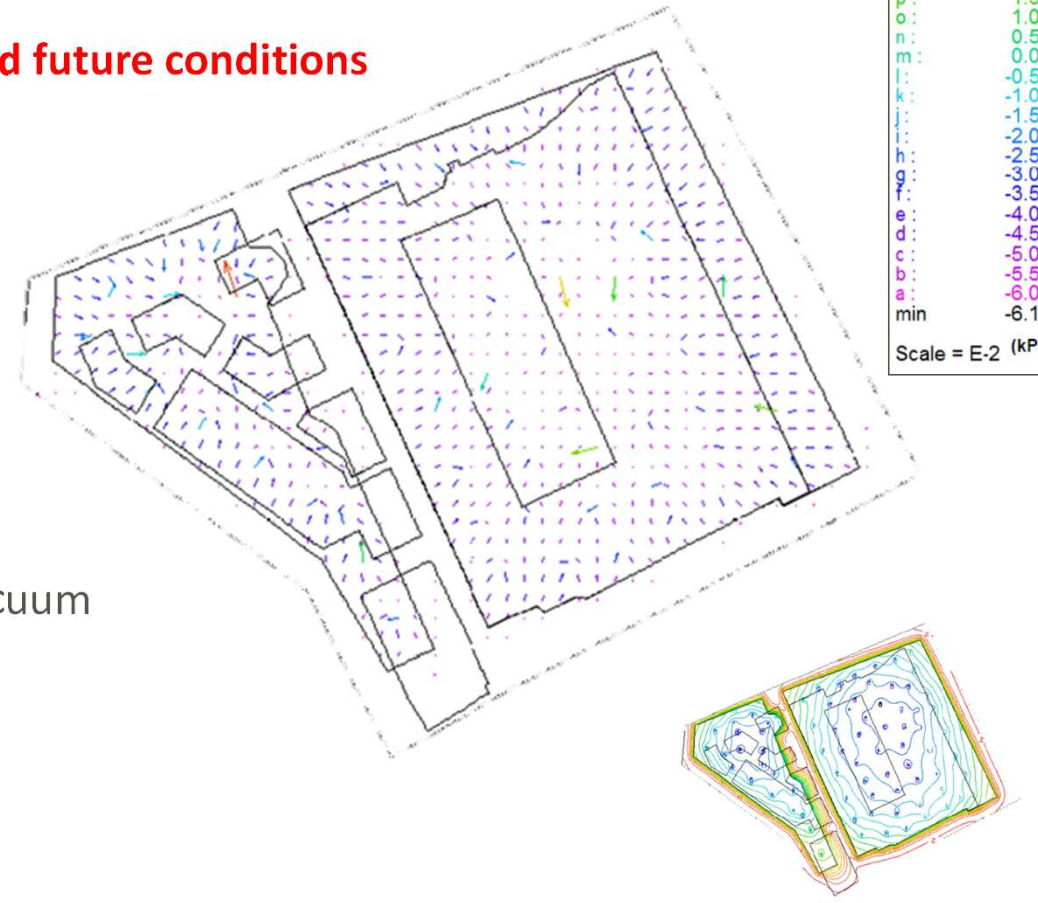 d future conditions
cuum
o : 1.0
n : 0.5
m : 0.0
l : -0.5
k : -1.0
j : -1.5
i : -2.0
h : -2.5
g : -3.0
f : -3.5
e : -4.0
d : -4.5
c : -5.0
b : -5.5
a : -6.0
min -6.1
Scale = E-2 (kP